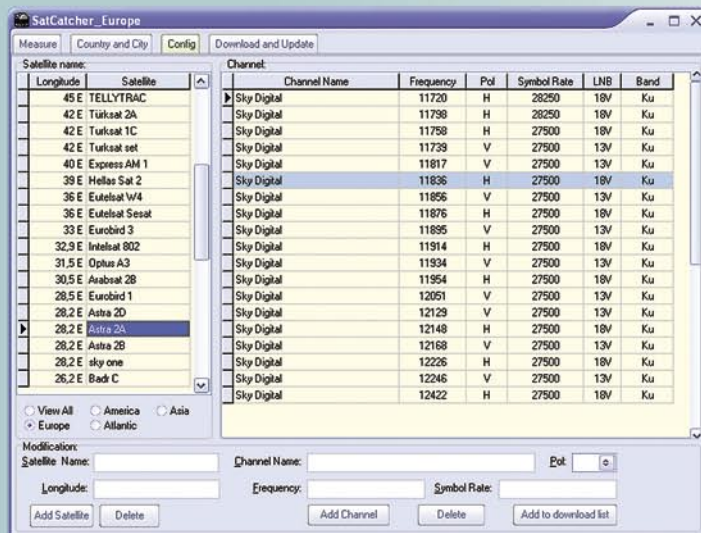 SatCatcher_Europe
Measure Country and City Config Download and Update
Satellite name:
Longitude Satellite
45 E TELLYTRAC
42 E Türksat 2A
42 E Turksat 1C
42 E Turksat set
40 E Express AM 1
39 E Hellas Sat 2
36 E Eutelsat W4
36 E Eutelsat Sesat
33 E Eurobird 3
32,9 E Intelsat 802
31,5 E Optus A3
30,5 E Arabsat 2B
28,5 E Eurobird 1
28,2 E Astra 2D
28,2 E Astra 2A
28,2 E Astra 2B
28,2 E sky one
26,2 E Badr C
View All America Asia
Europe Atlantic
Channel:
Channel Name Frequency Pol Symbol Rate LNB Band
Sky Digital 11720 H 28250 18V Ku
Sky Digital 11798 H 28250 18V Ku
Sky Digital 11758 H 27500 18V Ku
Sky Digital 11739 V 27500 13V Ku
Sky Digital 11817 V 27500 13V Ku
Sky Digital 11836 H 27500 18V Ku
Sky Digital 11856 V 27500 13V Ku
Sky Digital 11876 H 27500 18V Ku
Sky Digital 11895 V 27500 13V Ku
Sky Digital 11914 H 27500 18V Ku
Sky Digital 11934 V 27500 13V Ku
Sky Digital 11954 H 27500 18V Ku
Sky Digital 12051 V 27500 13V Ku
Sky Digital 12129 V 27500 13V Ku
Sky Digital 12148 H 27500 18V Ku
Sky Digital 12168 V 27500 13V Ku
Sky Digital 12226 H 27500 18V Ku
Sky Digital 12246 V 27500 13V Ku
Sky Digital 12422 H 27500 18V Ku
Modification:
Satellite Name: Channel Name: Pol:
Longitude: Frequency: Symbol Rate:
Add Satellite Delete Add Channel Delete Add to download list